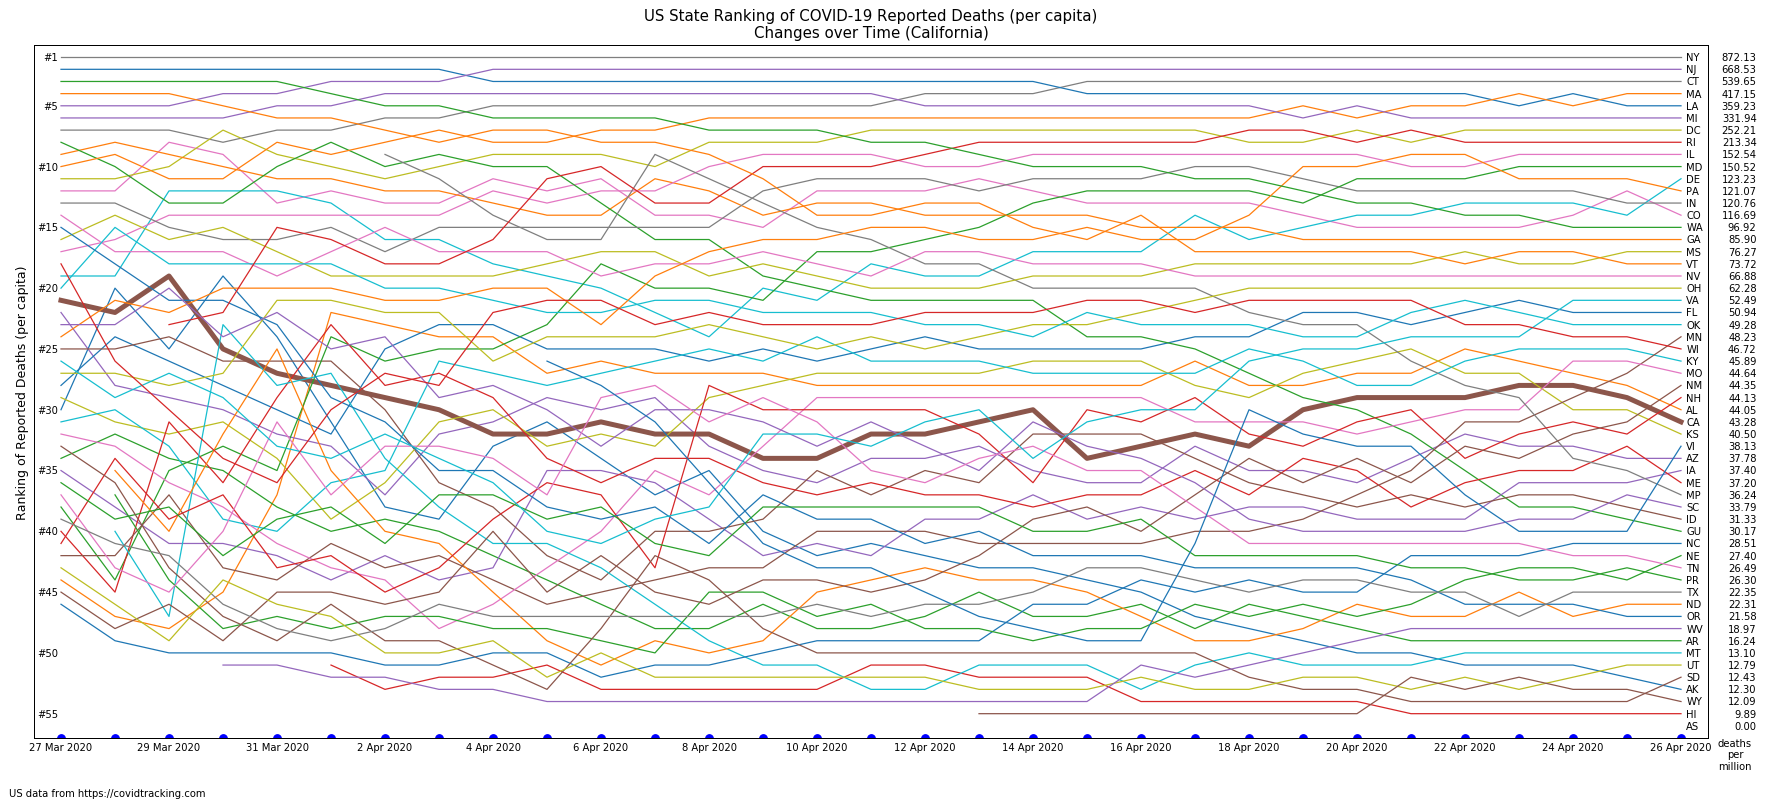 US State Ranking of COVID-19 Reported Deaths (per capita)
Changes over Time (California)
Ranking of Reported Deaths (per capita)
#1
#5
#10
#15
#20
#25
#30
#35
#40
#45
#50
#55
NY 872.13
NJ 668.53
CT 539.65
MA 417.15
LA 359.23
MI 331.94
DC 252.21
RI 213.34
IL 152.54
MD 150.52
DE 123.23
PA 121.07
IN 120.76
CO 116.69
WA 96.92
GA 85.90
MS 76.27
VT 73.72
NV 66.88
OH 62.28
VA 52.49
FL 50.94
OK 49.28
MN 48.23
WI 46.72
KY 45.89
MO 44.64
NM 44.35
NH 44.13
AL 44.05
CA 43.28
KS 40.50
VI 38.13
AZ 37.78
IA 37.40
ME 37.20
MP 36.24
SC 33.79
ID 31.33
GU 30.17
NC 28.51
NE 27.40
TN 26.49
PR 26.30
TX 22.35
ND 22.31
OR 21.58
WV 18.97
AR 16.24
MT 13.10
UT 12.79
SD 12.43
AK 12.30
WY 12.09
HI 9.89
AS 0.00
27 Mar 2020 29 Mar 2020 31 Mar 2020 2 Apr 2020 4 Apr 2020 6 Apr 2020 8 Apr 2020 10 Apr 2020 12 Apr 2020 14 Apr 2020 16 Apr 2020 18 Apr 2020 20 Apr 2020 22 Apr 2020 24 Apr 2020 26 Apr 2020
deaths
per
million
US data from https://covidtracking.com